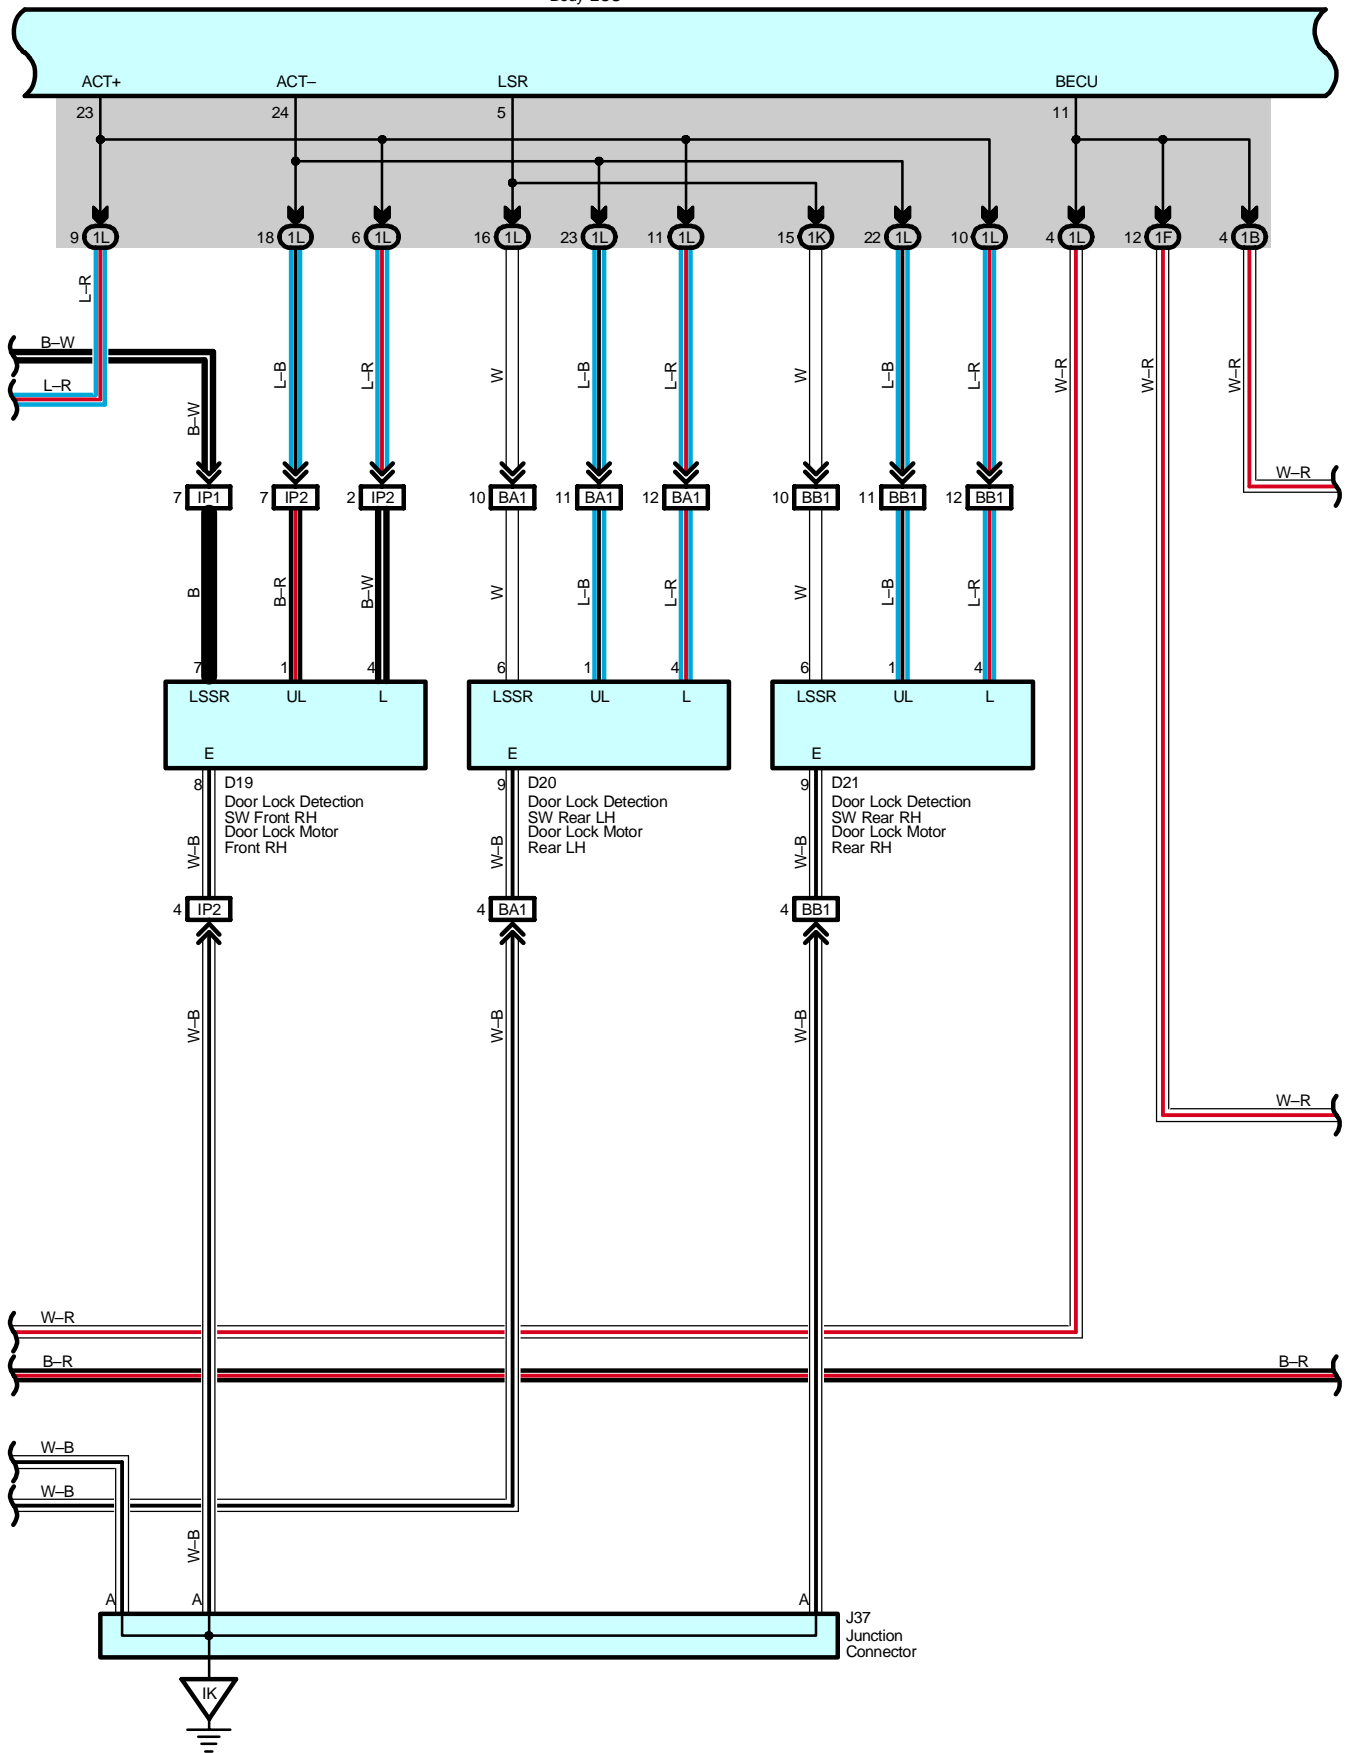 ACT+ ACT– LSR BECU
23 24 5 11
9 1L 18 1L 6 1L 16 1L 23 1L 11 1L 15 1K 22 1L 10 1L 4 1L 12 1F 4 1B
L–R
B–W
L–R
B–W L–B L–R W L–B L–R W L–B L–R W–R W–R W–R
W–R
7 IP1 7 IP2 2 IP2 10 BA1 11 BA1 12 BA1 10 BB1 11 BB1 12 BB1
B B–R B–W W L–B L–R W L–B L–R
7 1 4 6 1 4 6 1 4
LSSR UL L LSSR UL L LSSR UL L
E E E
8 D19 9 D20 9 D21
Door Lock Detection Door Lock Detection Door Lock Detection
SW Front RH SW Rear LH SW Rear RH
Door Lock Motor Door Lock Motor Door Lock Motor
Front RH Rear LH Rear RH
W–B W–B W–B
4 IP2 4 BA1 4 BB1
W–B W–B W–B
W–R
W–R
B–R B–R
W–B
W–B
W–B
A A A
J37
Junction
Connector
IK